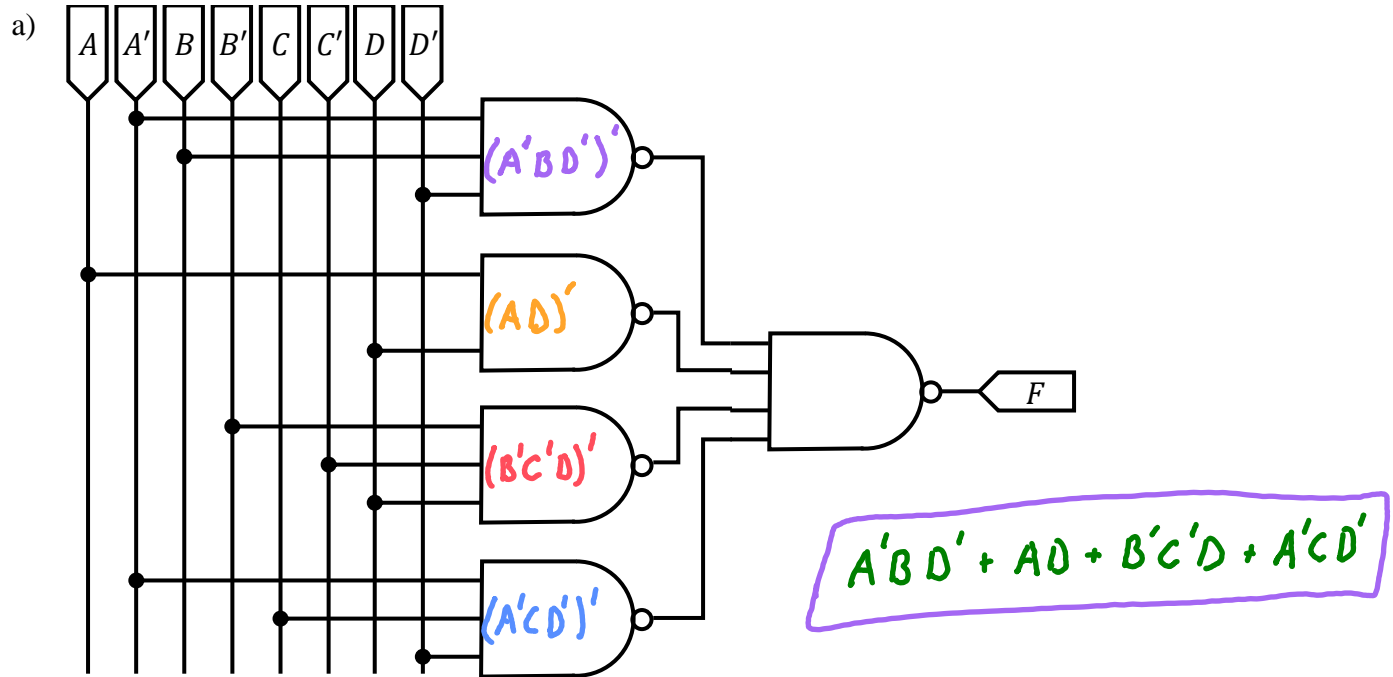 a)
A A′ B B′ C C′ D D′
(A'BD')'
(AD)'
F
(B'C'D)'
A'BD' + AD + B'C'D + A'CD'
(A'CD')'